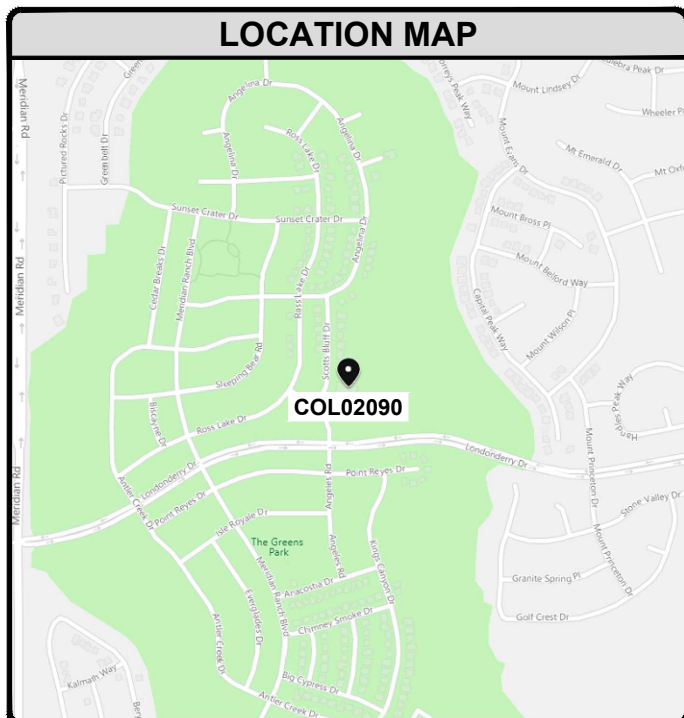 LOCATION MAP
Meridian Rd
Pictured Rocks Dr
Greenbelt Dr
Angelina Dr
Angelina Dr
Ross Lake Dr
Angelina Dr
Mount Lindsey Dr
Wheeler
Mount Evans Dr
Mt Emerald Dr
Mt Oxf
Sunset Crater Dr
Sunset Crater Dr
Mount Bross Pl
Angelina Dr
Cedar Breaks Dr
Meridian Ranch Blvd
Mount Belford Way
Meridian Rd
Ross Lake Dr
Capital Peak Way
Mount Wilson Pl
Scotts Bluff Dr
Sleeping Bear Rd
COL02090
Biscayne Dr
Ross Lake Dr
Handies Peak Way
Londonderry Dr
Mount Princeton Dr
Meridian Rd
Londonderry Dr
Point Reyes Dr
Antler Creek Dr
Point Reyes Dr
Angeles Rd
Stone Valley Dr
Isle Royale Dr
The Greens
Park
Kings Canyon Dr
Mount Princeton Dr
Angeles Rd
Granite Spring Pl
Anacostia Dr
Meridian Ranch Blvd
Everglades Dr
Chimney Smoke Dr
Golf Crest Dr
Antler Creek Dr
Kalmath Way
Big Cypress Dr
Antler Creek Dr